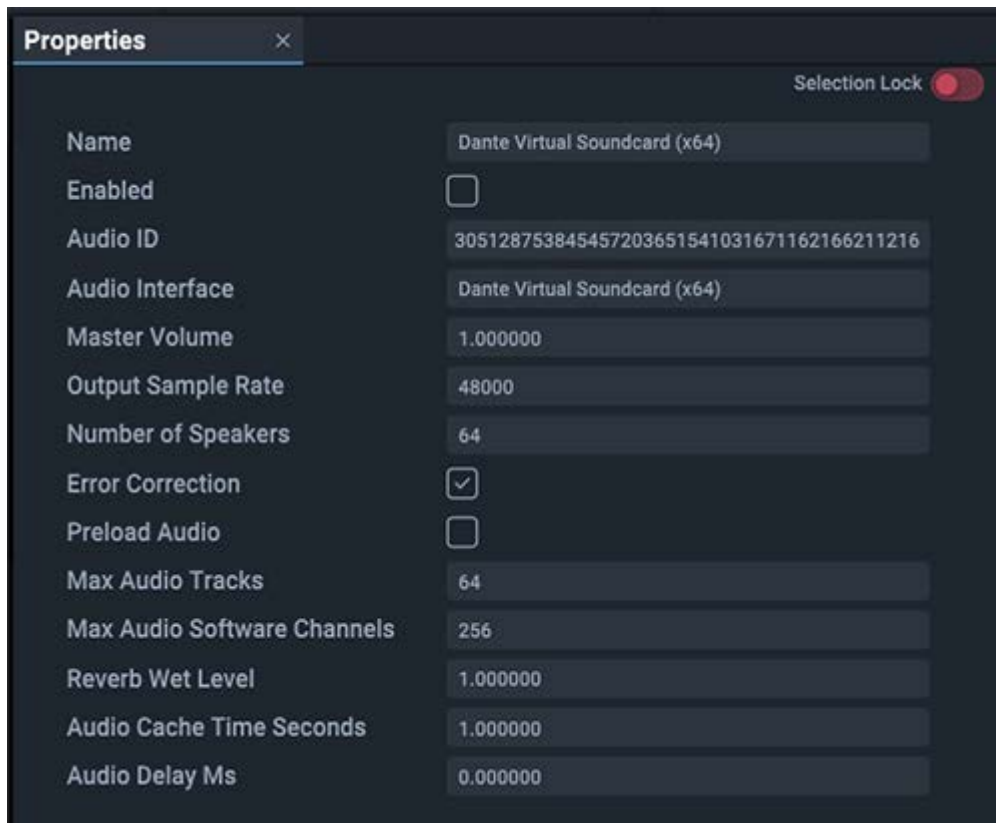 Properties
Selection Lock
Name Dante Virtual Soundcard (x64)
Enabled
Audio ID 305128753845457203651541031671162166211216
Audio Interface Dante Virtual Soundcard (x64)
Master Volume 1.000000
Output Sample Rate 48000
Number of Speakers 64
Error Correction
Preload Audio
Max Audio Tracks 64
Max Audio Software Channels 256
Reverb Wet Level 1.000000
Audio Cache Time Seconds 1.000000
Audio Delay Ms 0.000000